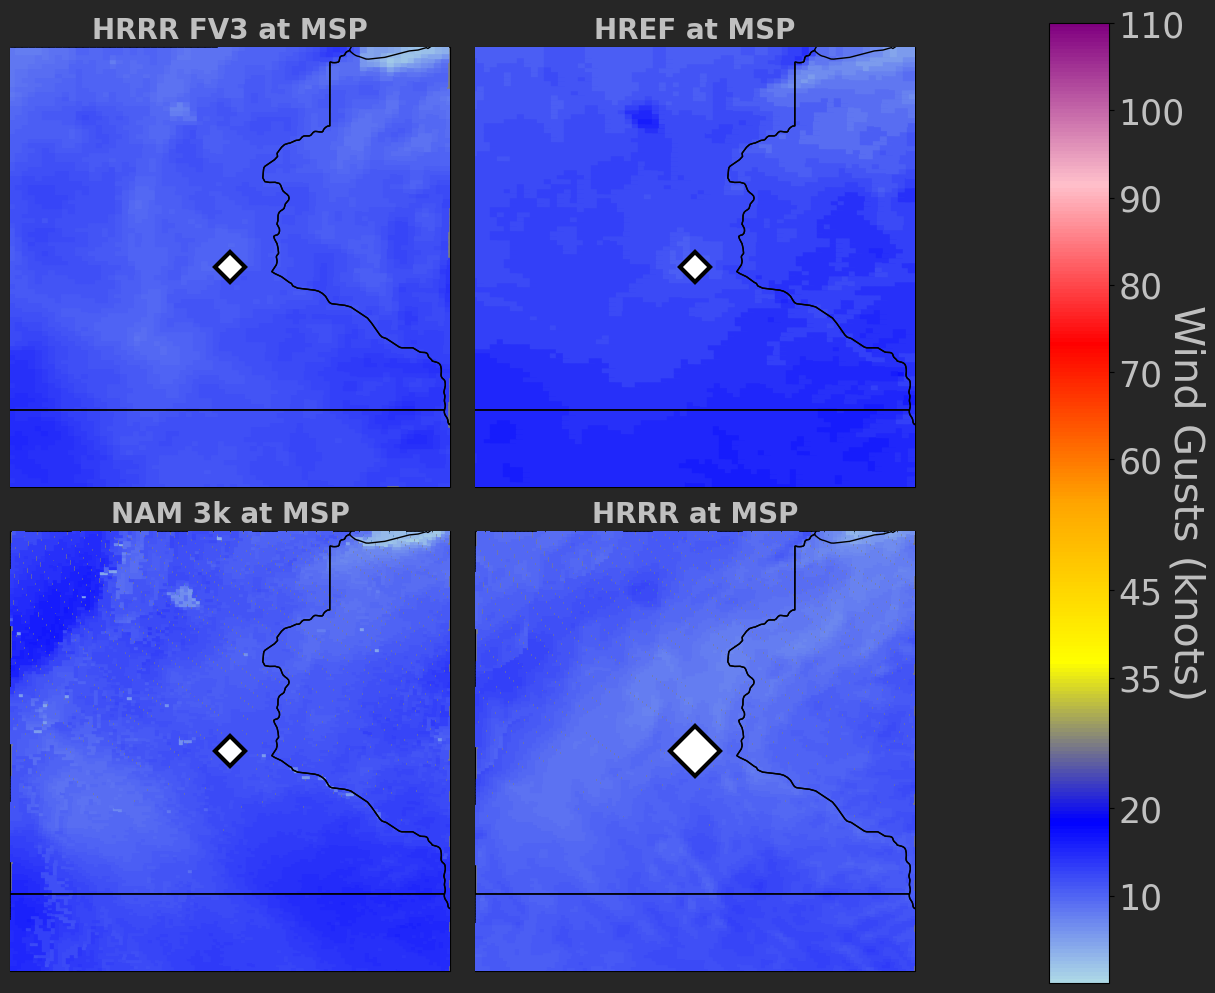 HRRR FV3 at MSP
HREF at MSP
NAM 3k at MSP
HRRR at MSP
110
100
90
80
70
60
45
35
20
10
Wind Gusts (knots)